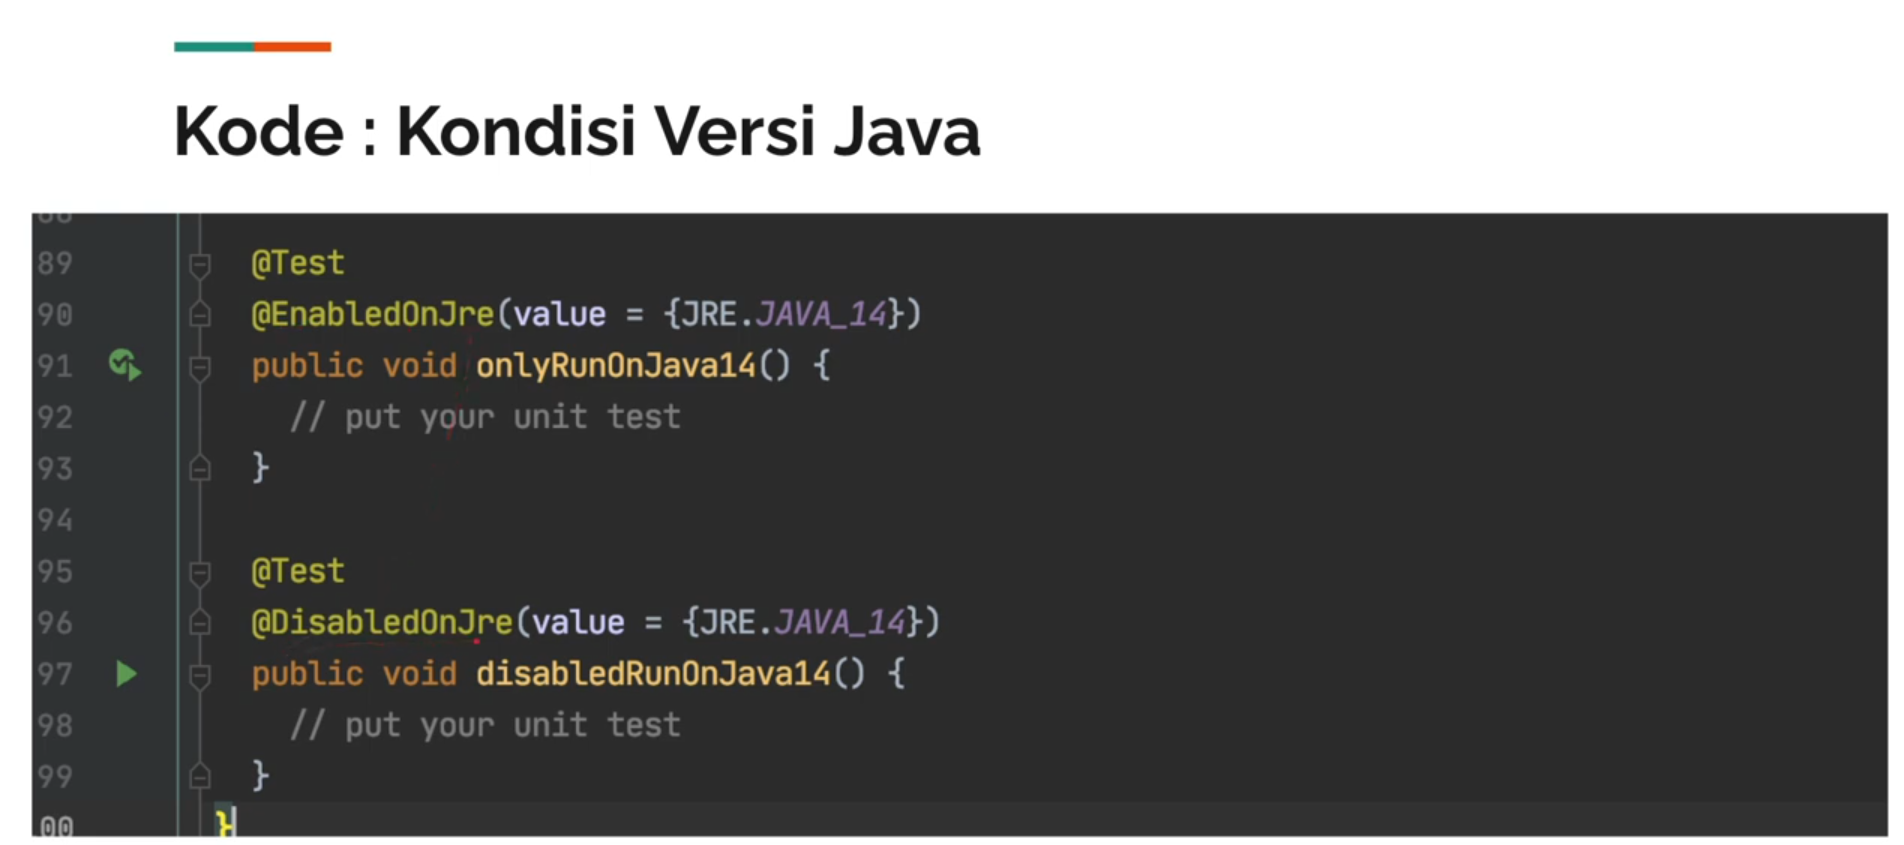 Kode : Kondisi Versi Java
89 @Test
90 @EnabledOnJre(value = {JRE.JAVA_14})
91 public void onlyRunOnJava14() {
92 // put your unit test
93 }
94
95 @Test
96 @DisabledOnJre(value = {JRE.JAVA_14})
97 public void disabledRunOnJava14() {
98 // put your unit test
99 }
00 }